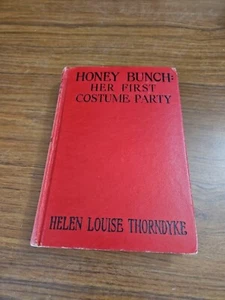 HONEY BUNCH:
HER FIRST
COSTUME PARTY
HELEN LOUISE THORNDYKE